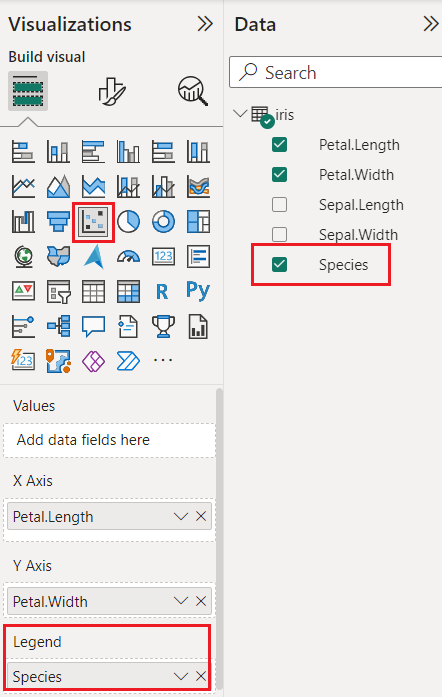 Visualizations
Build visual
123
R
Py
123
Values
Add data fields here
X Axis
Petal.Length
Y Axis
Petal.Width
Legend
Species
Data
Search
iris
Petal.Length
Petal.Width
Sepal.Length
Sepal.Width
Species